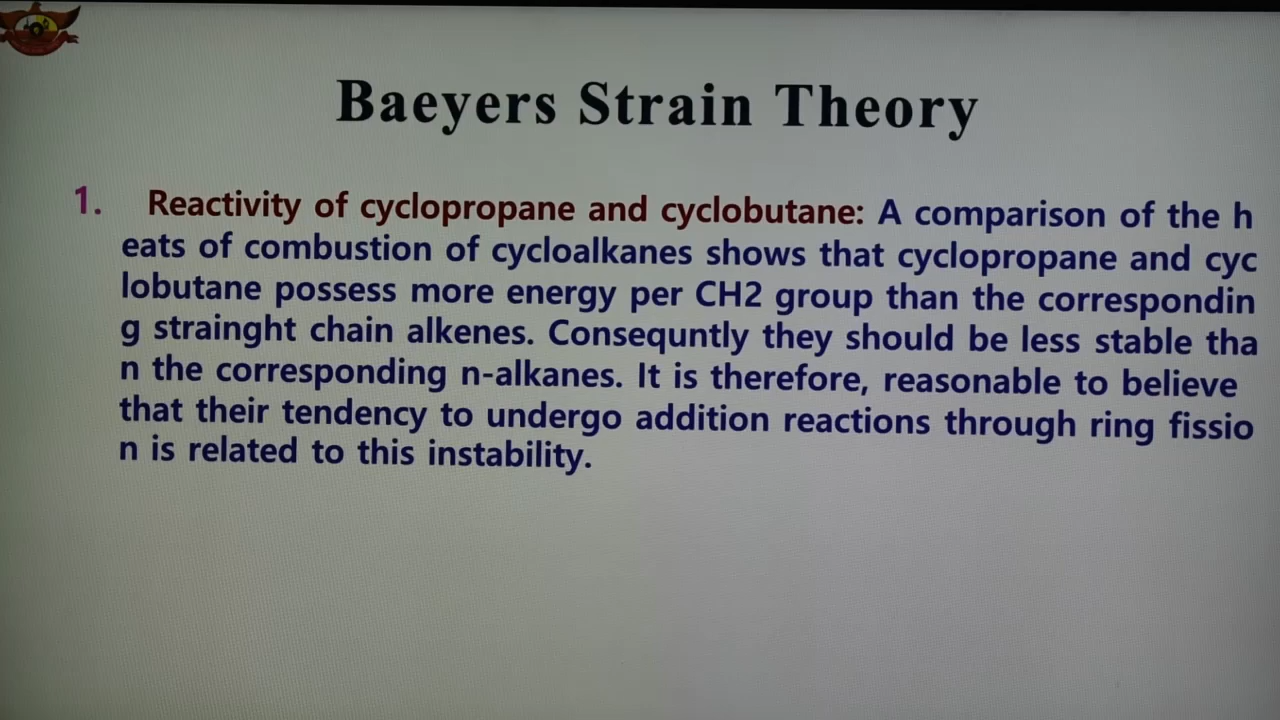 Baeyers Strain Theory
1. Reactivity of cyclopropane and cyclobutane: A comparison of the h
eats of combustion of cycloalkanes shows that cyclopropane and cyc
lobutane possess more energy per CH2 group than the correspondin
g strainght chain alkenes. Consequntly they should be less stable tha
n the corresponding n-alkanes. It is therefore, reasonable to believe
that their tendency to undergo addition reactions through ring fissio
n is related to this instability.